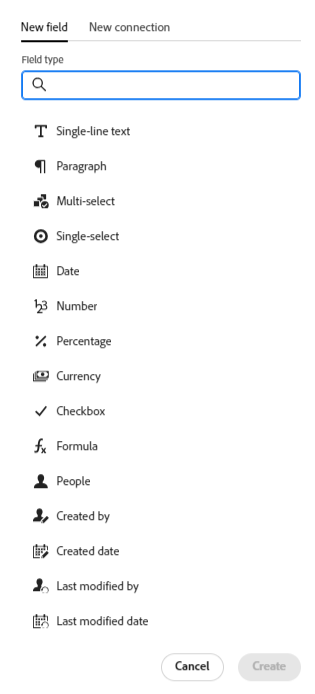 New field New connection
Field type
Single-line text
Paragraph
Multi-select
Single-select
Date
Number
Percentage
Currency
Checkbox
Formula
People
Created by
Created date
Last modified by
Last modified date
Cancel Create